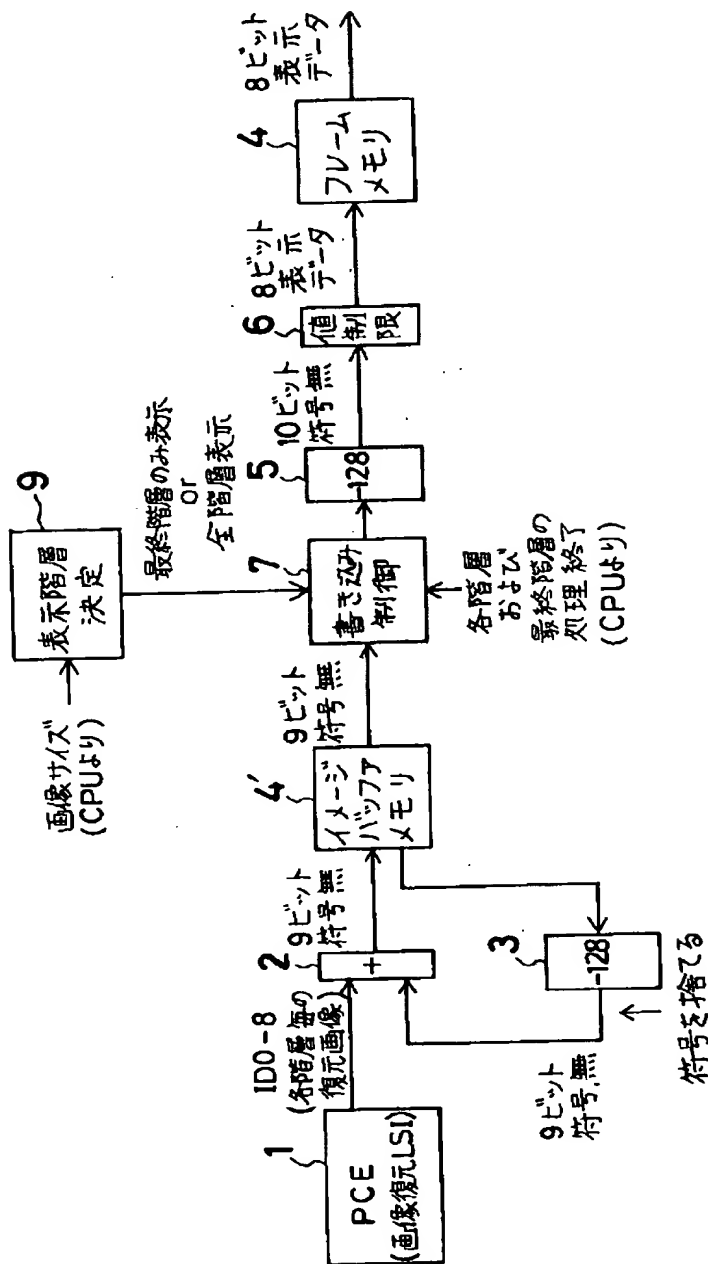 1
PCE
(画像復元LSI)
ID0-8
(各階層毎の
復元画像)
2
+
9ビット
符号無
3
-128
9ビット
符号無
符号を捨てる
4'
イメージ
バッファ
メモリ
9ビット
符号無
画像サイズ
(CPUより)
9
表示階層
決定
最終階層のみ表示
or
全階層表示
7
書き込み
制御
各階層
および
最終階層の
処理終了
(CPUより)
5
-128
10ビット
符号無
6
値制限
8ビット
表示
データ
4
フレーム
メモリ
8ビット
表示
データ